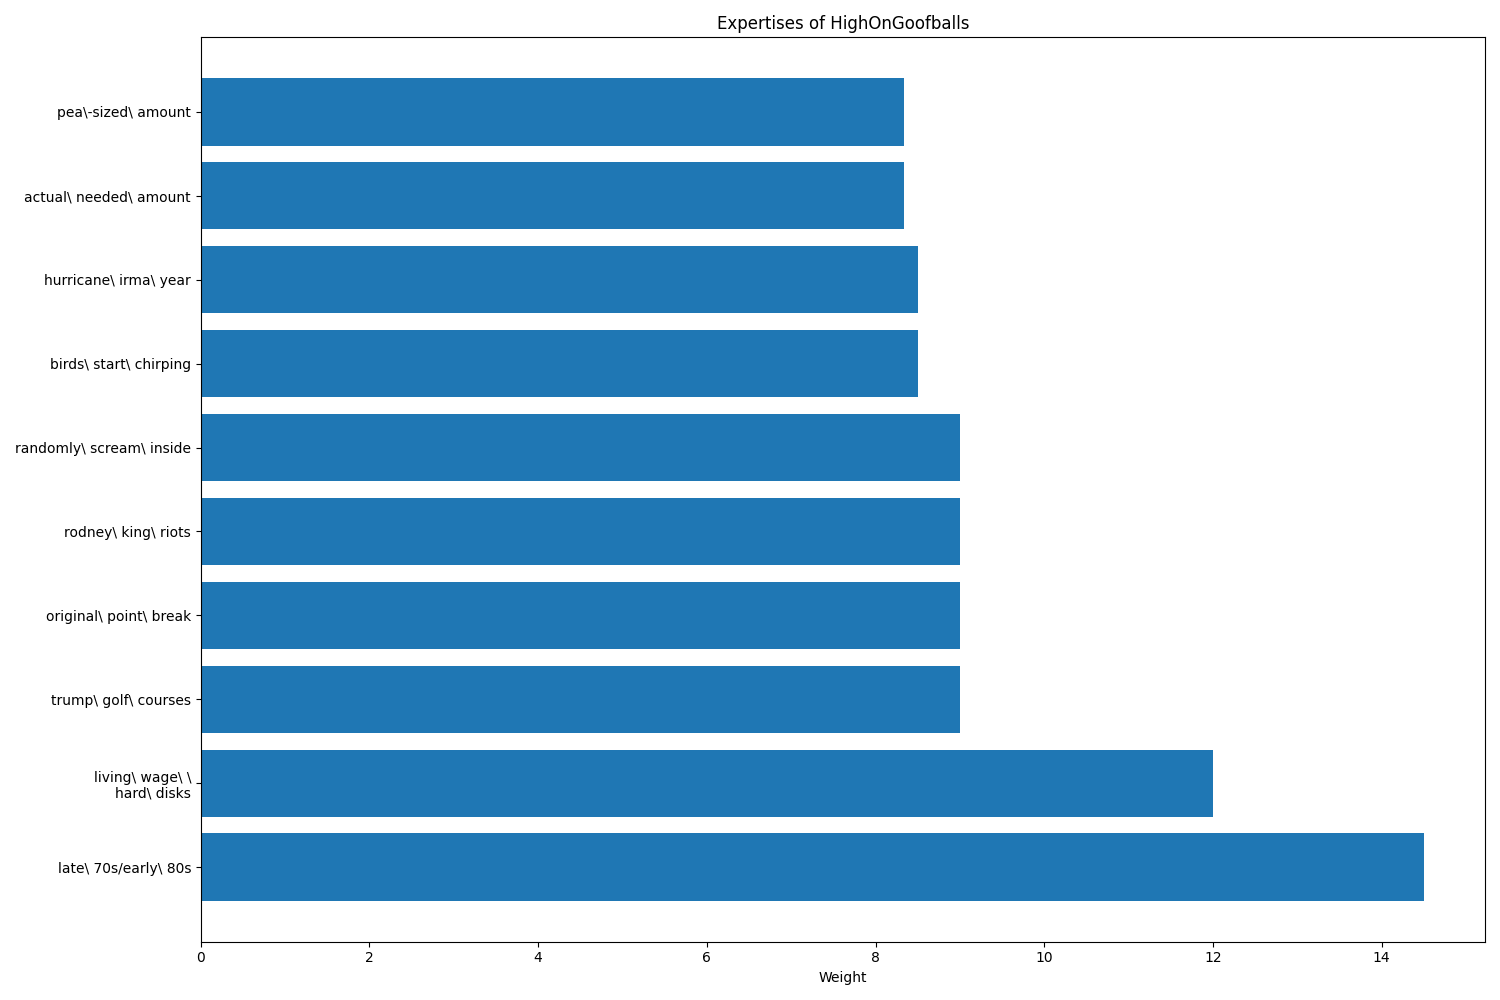 Expertises of HighOnGoofballs
pea\-sized\ amount
actual\ needed\ amount
hurricane\ irma\ year
birds\ start\ chirping
randomly\ scream\ inside
rodney\ king\ riots
original\ point\ break
trump\ golf\ courses
living\ wage\ \
hard\ disks
late\ 70s/early\ 80s
0 2 4 6 8 10 12 14
Weight